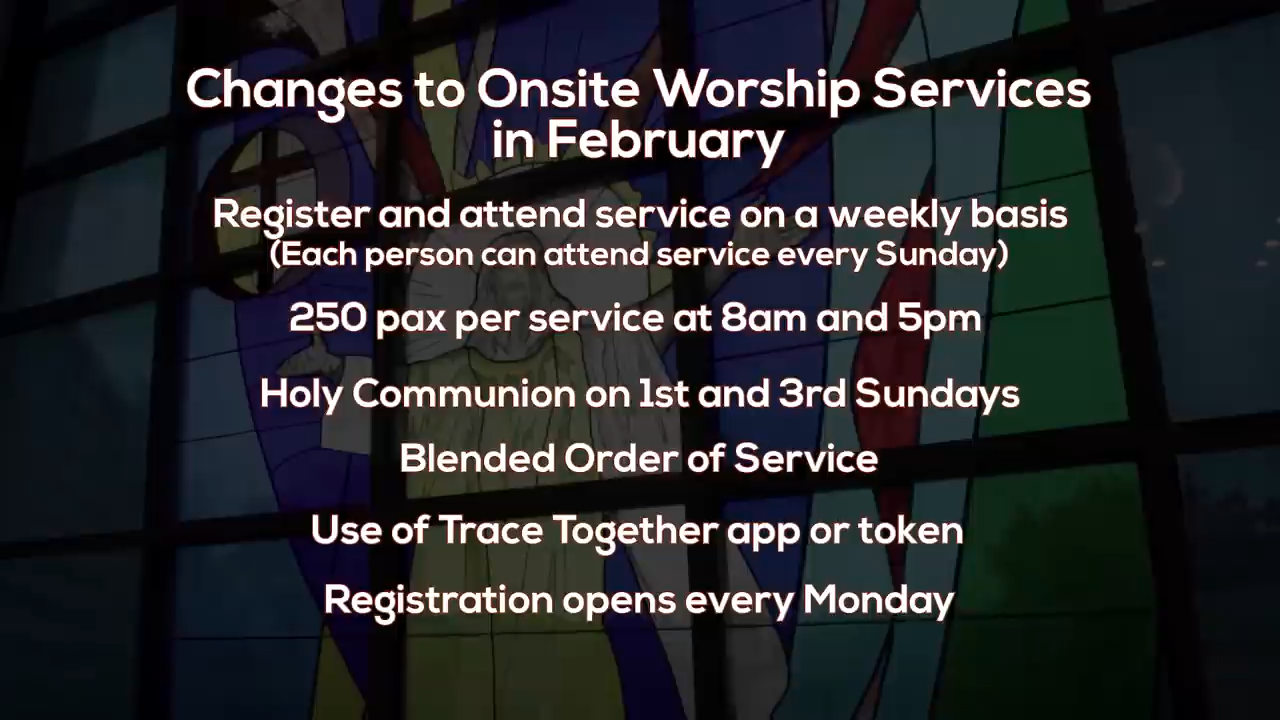 Changes to Onsite Worship Services
in February
Register and attend service on a weekly basis
(Each person can attend service every Sunday)
250 pax per service at 8am and 5pm
Holy Communion on 1st and 3rd Sundays
Blended Order of Service
Use of Trace Together app or token
Registration opens every Monday